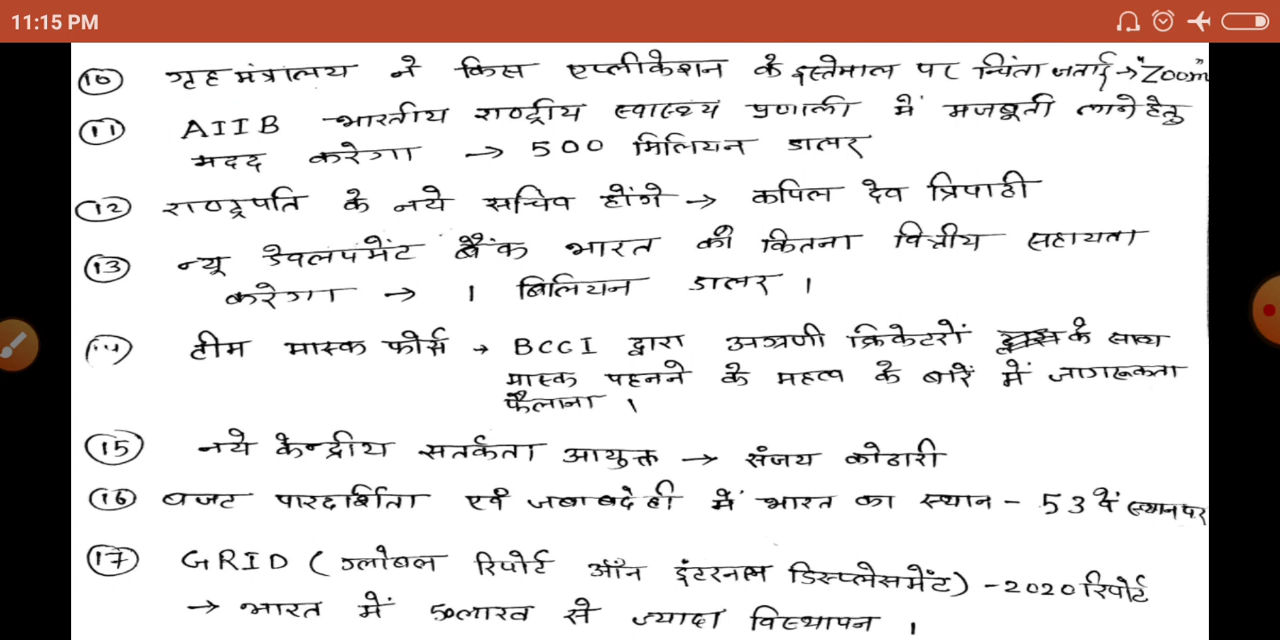 11:15 PM
(10) गृह मंत्रालय ने किस एप्लीकेशन के इस्तेमाल पर चिंता जताई → "Zoom"
(11) AIIB - भारतीय राष्ट्रीय स्वास्थ्य प्रणाली में मजबूती लाने हेतु
मदद करेगा → 500 मिलियन डालर
(12) राष्ट्रपति के नये सचिव होंगे → कपिल देव त्रिपाठी
(13) न्यू डेवलपमेंट बैंक भारत की कितना वित्तीय सहायता
करेगा → 1 बिलियन डालर ।
(14) टीम मास्क फोर्स → BCCI द्वारा अग्रणी क्रिकेटरों के साथ
मास्क पहनने के महत्व के बारें में जागरूकता
फैलाना ।
(15) नये केन्द्रीय सतर्कता आयुक्त → संजय कोठारी
(16) बजट पारदर्शिता एवं जबाबदेही में भारत का स्थान - 53 वें स्थान पर
(17) GRID (ग्लोबल रिपोर्ट ऑन इंटरनल डिस्प्लेसमेंट) - 2020 रिपोर्ट
→ भारत में 50लाख से ज्यादा विस्थापन ।